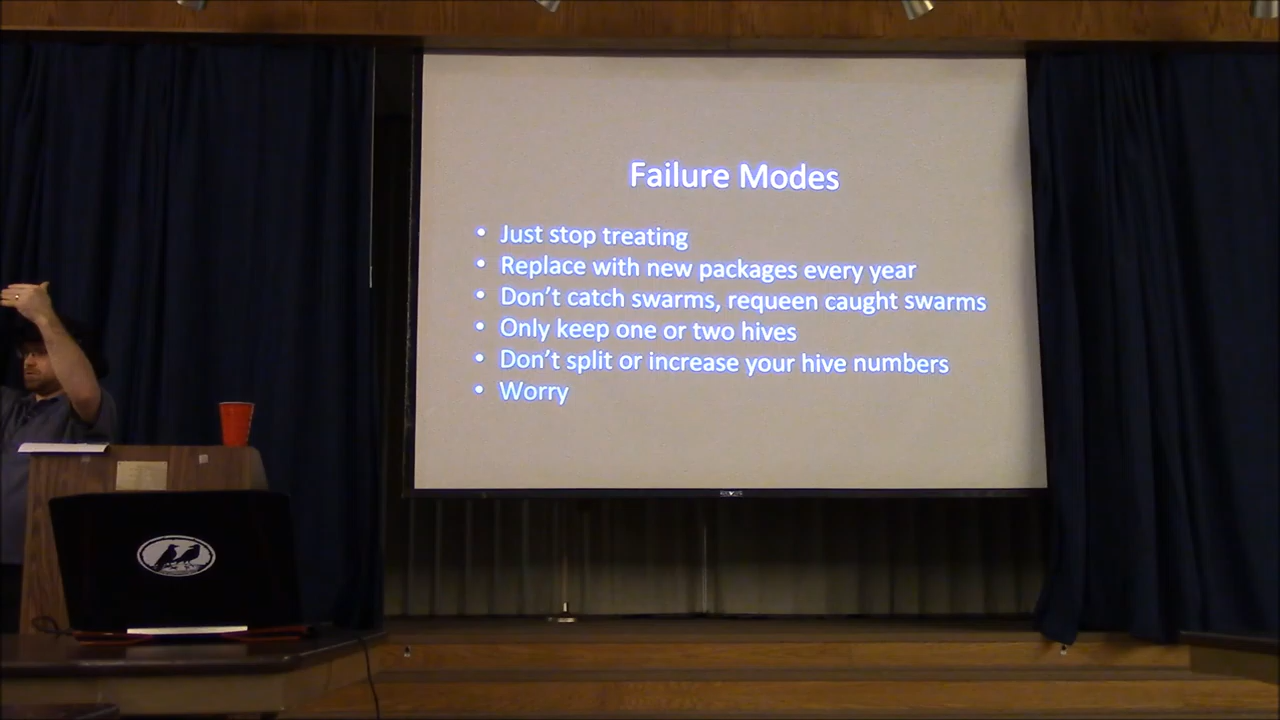 Failure Modes
• Just stop treating
• Replace with new packages every year
• Don't catch swarms, requeen caught swarms
• Only keep one or two hives
• Don't split or increase your hive numbers
• Worry